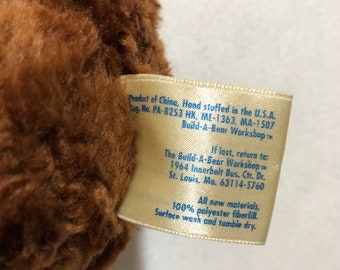 Product of China, Hand stuffed in the U.S.A.
Reg. No. PA-8253 HK, ME-1363, MA-1507
Build-A-Bear Workshop™
If lost, return to:
The Build-A-Bear Workshop™
1964 Innerbelt Bus. Ctr. Dr.
St. Louis, Mo. 63114-5760
All new materials.
100% polyester fiberfill.
Surface wash and tumble dry.